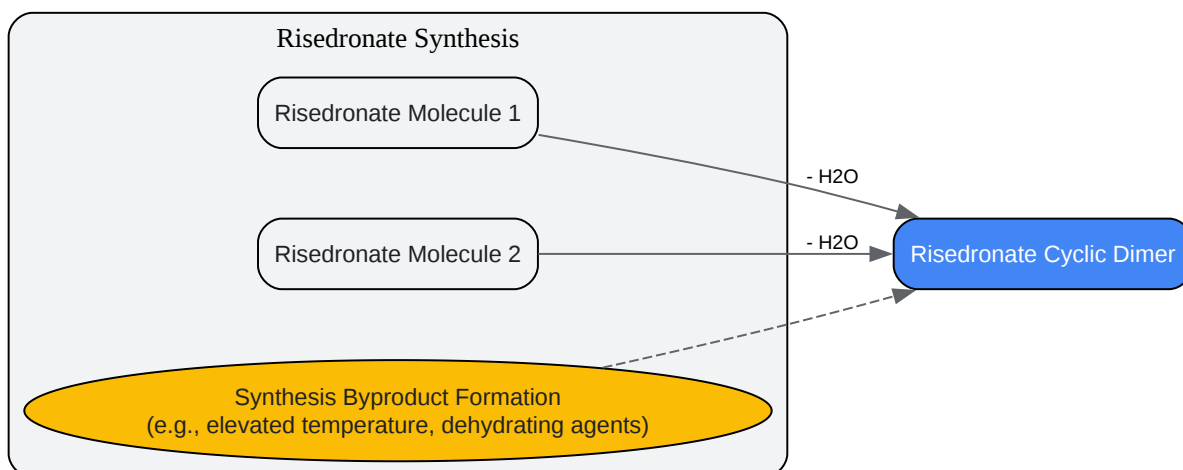 Risedronate Synthesis
Risedronate Molecule 1
- H2O
Risedronate Molecule 2
- H2O
Risedronate Cyclic Dimer
Synthesis Byproduct Formation
(e.g., elevated temperature, dehydrating agents)